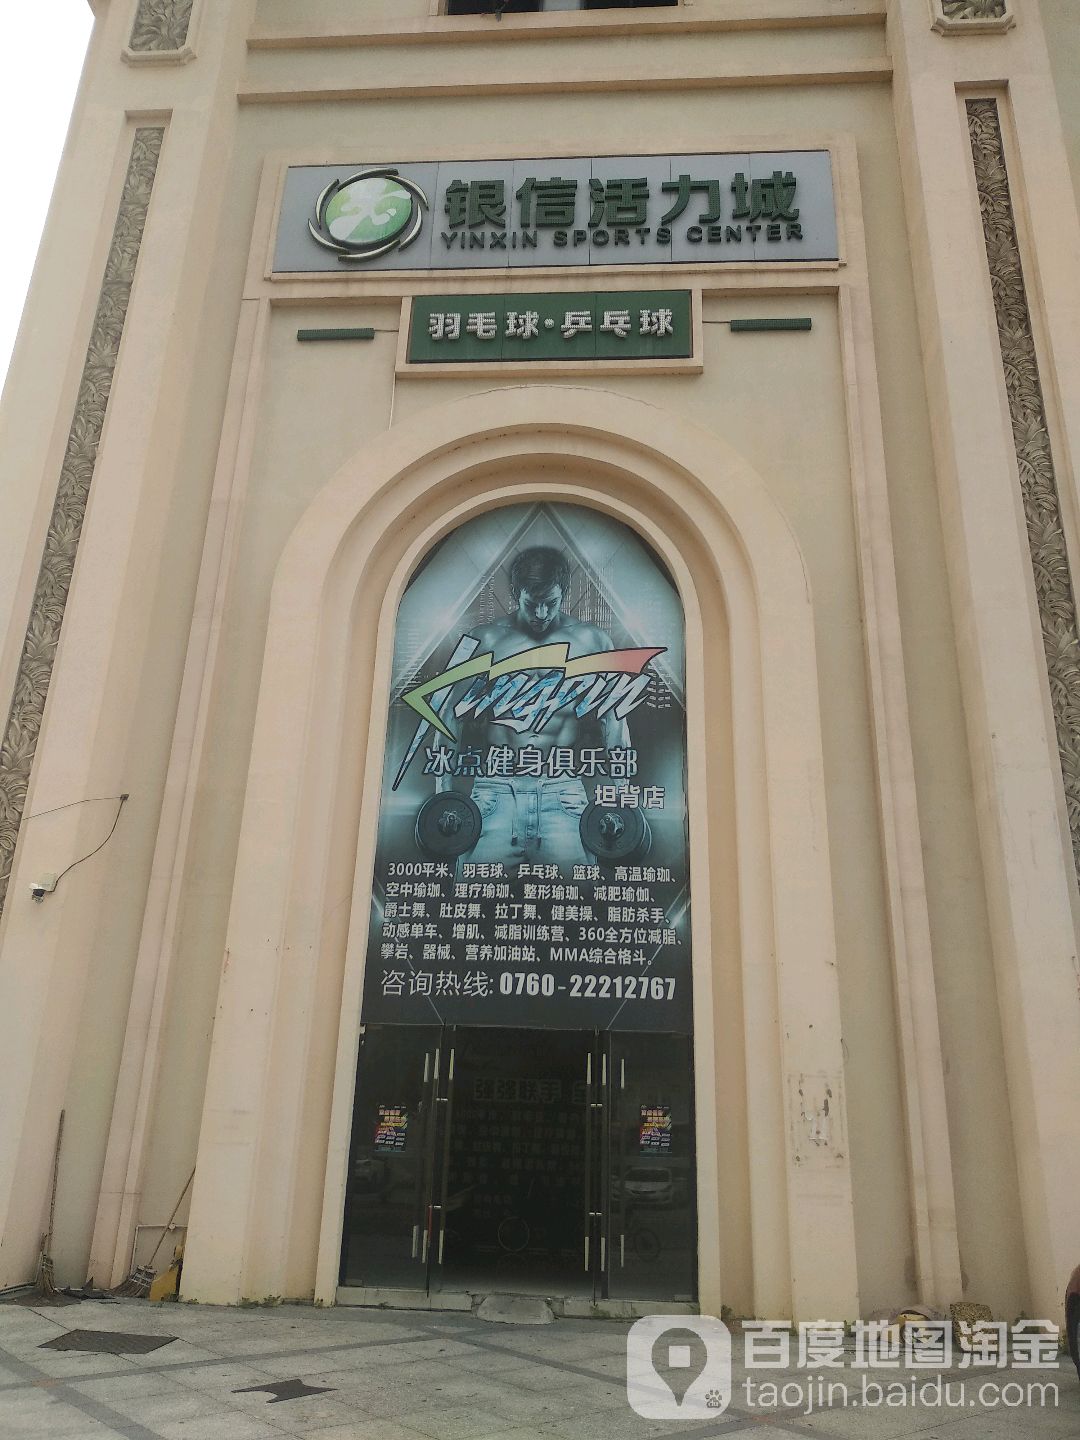 银信活力城
YINXIN SPORTS CENTER
羽毛球·乒乓球
Kingpin
冰点健身俱乐部
坦背店
3000平米、羽毛球、乒乓球、篮球、高温瑜珈、
空中瑜珈、理疗瑜珈、整形瑜珈、减肥瑜伽、
爵士舞、肚皮舞、拉丁舞、健美操、脂肪杀手、
动感单车、增肌、减脂训练营、360全方位减脂、
攀岩、器械、营养加油站、MMA综合格斗。
咨询热线:0760-22212767
强强联手
百度地图淘金
taojin.baidu.com